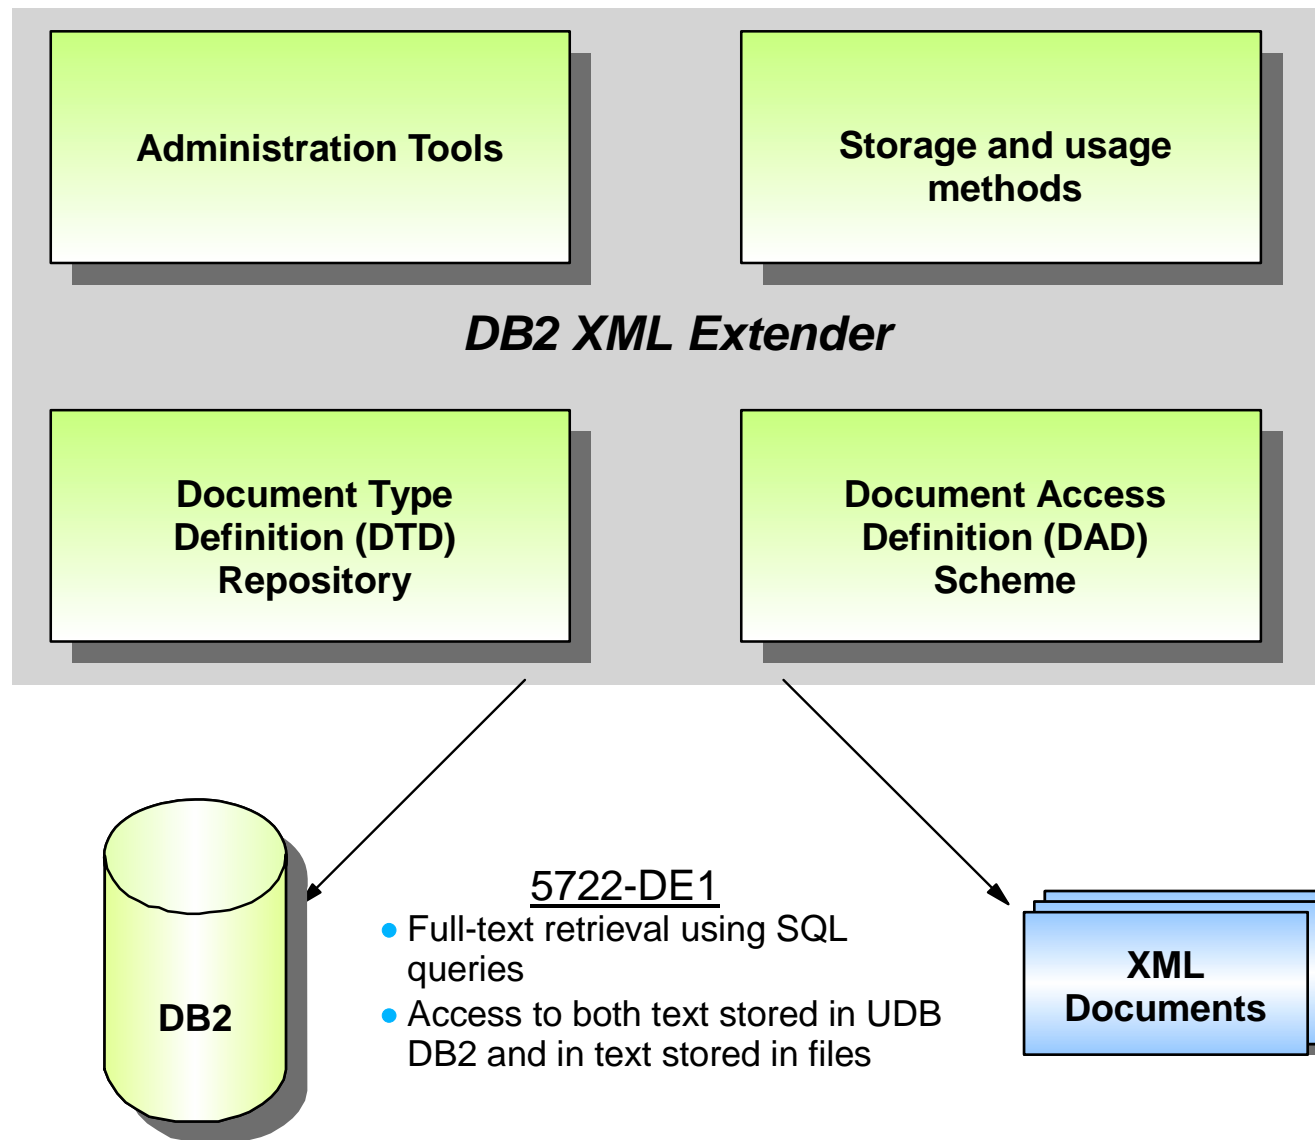 Administration Tools
Storage and usage
methods
DB2 XML Extender
Document Type
Definition (DTD)
Repository
Document Access
Definition (DAD)
Scheme
5722-DE1
• Full-text retrieval using SQL
queries
• Access to both text stored in UDB
DB2 and in text stored in files
DB2
XML
Documents